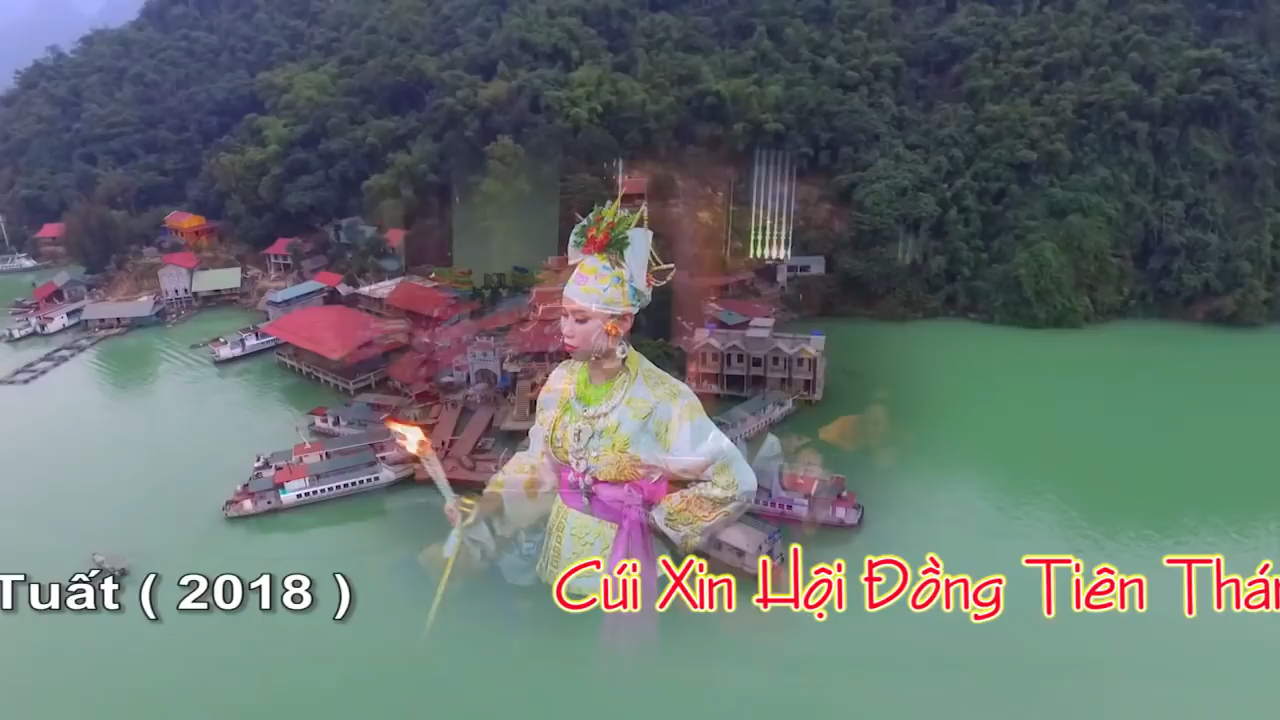 Tuất ( 2018 )
Cúi Xin Hội Đồng Tiên Thán